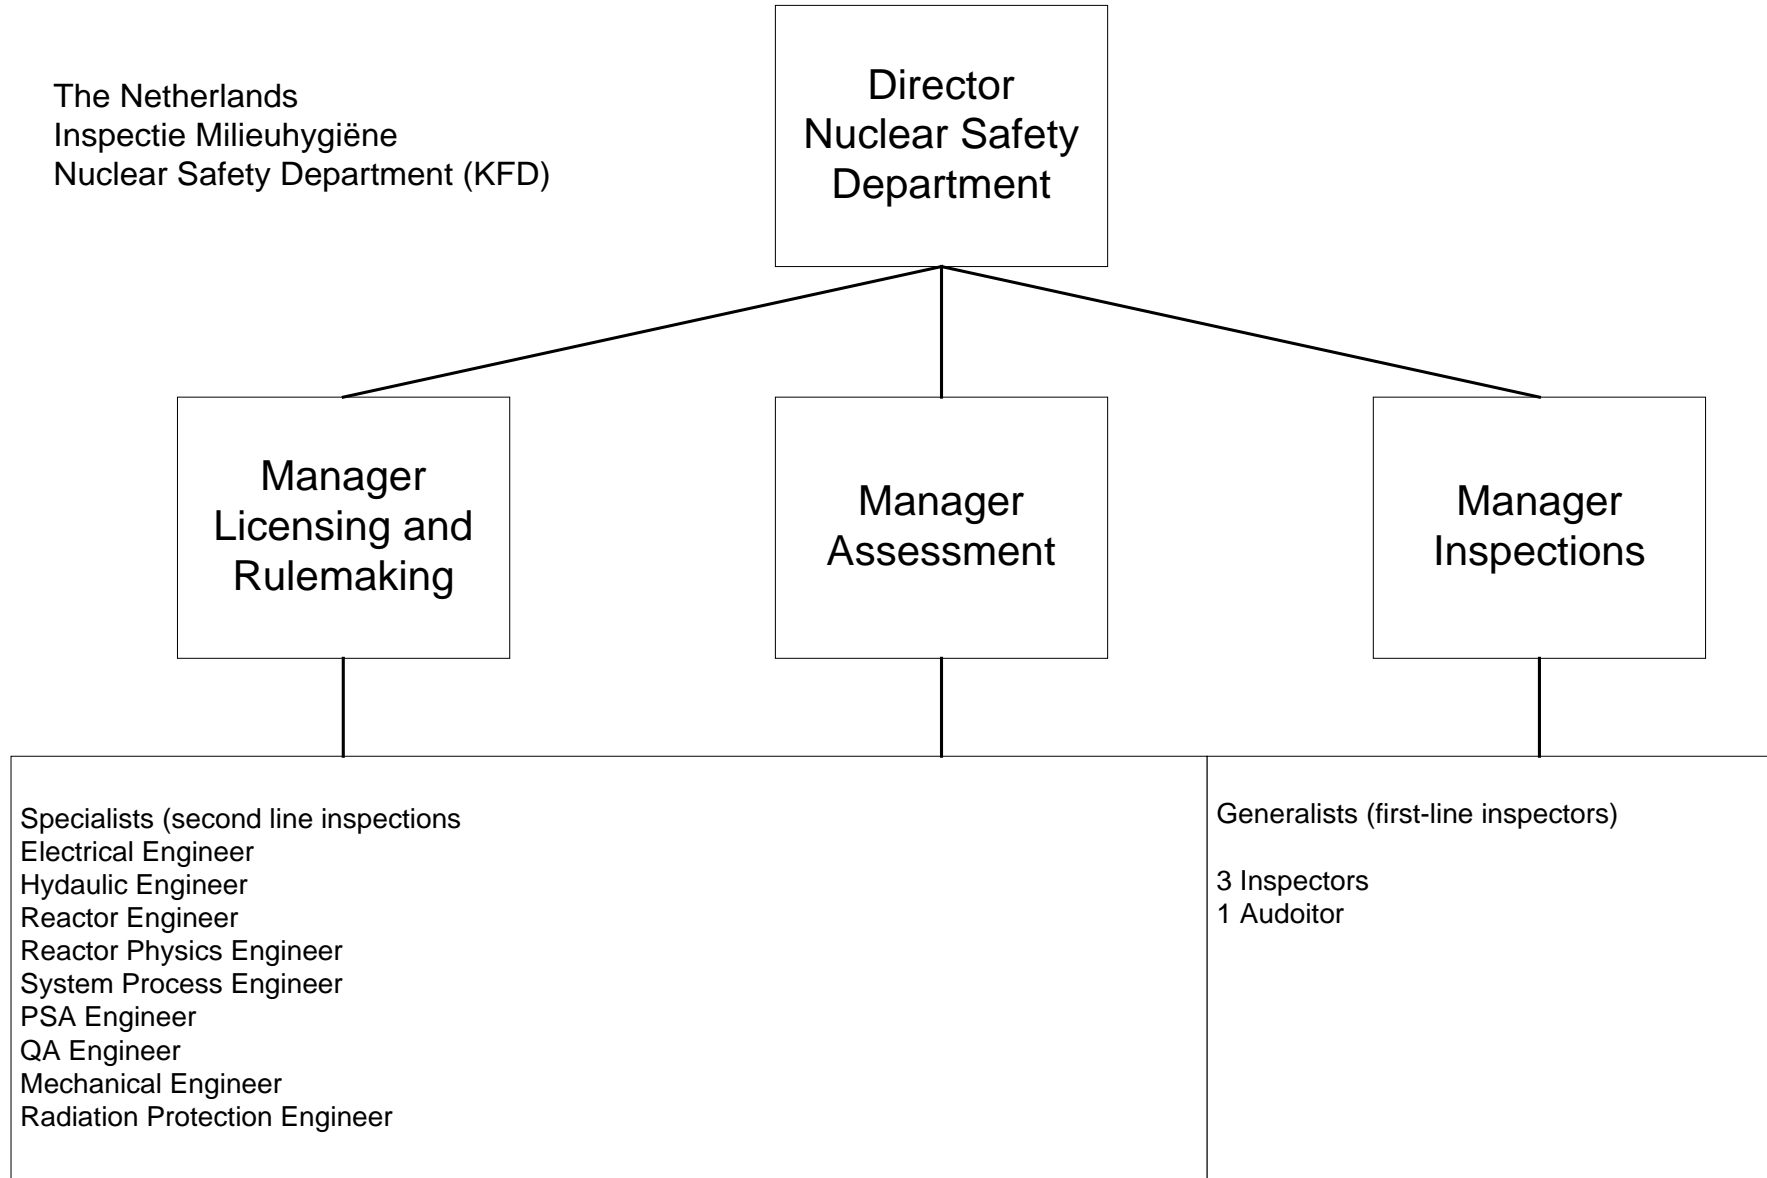 The Netherlands
Inspectie Milieuhygiëne
Nuclear Safety Department (KFD)
Director
Nuclear Safety
Department
Manager
Licensing and
Rulemaking
Manager
Assessment
Manager
Inspections
Specialists (second line inspections
Electrical Engineer
Hydaulic Engineer
Reactor Engineer
Reactor Physics Engineer
System Process Engineer
PSA Engineer
QA Engineer
Mechanical Engineer
Radiation Protection Engineer
Generalists (first-line inspectors)
3 Inspectors
1 Audoitor